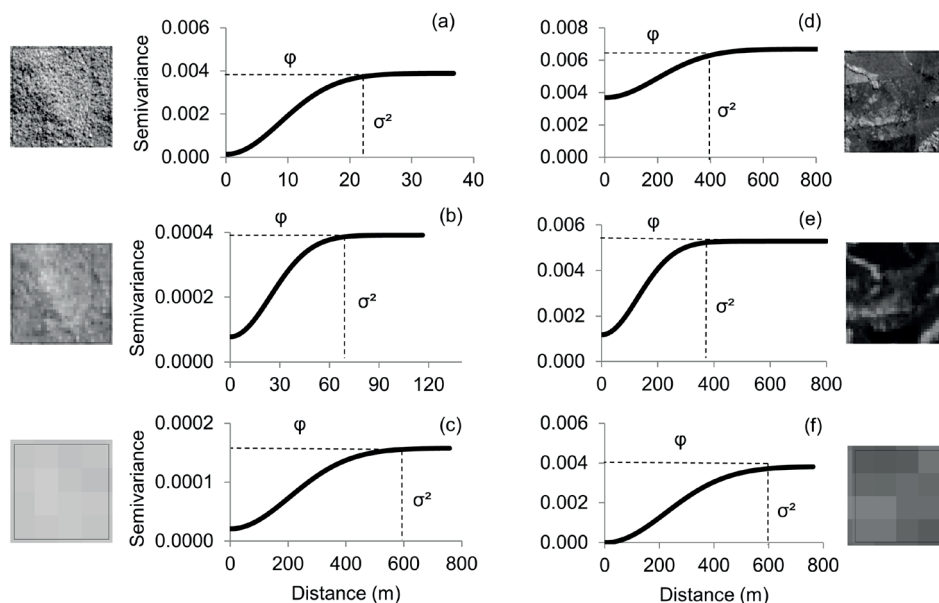 (a)
0.006
0.004
0.002
0.000
Semivariance
φ
σ²
0 10 20 30 40
(d)
0.008
0.006
0.004
0.002
0.000
φ
σ²
0 200 400 600 800
(b)
0.0004
0.0002
0.0000
Semivariance
φ
σ²
0 30 60 90 120
(e)
0.006
0.004
0.002
0.000
φ
σ²
0 200 400 600 800
(c)
0.0002
0.0001
0.0000
Semivariance
φ
σ²
0 200 400 600 800
Distance (m)
(f)
0.006
0.004
0.002
0.000
φ
σ²
0 200 400 600 800
Distance (m)